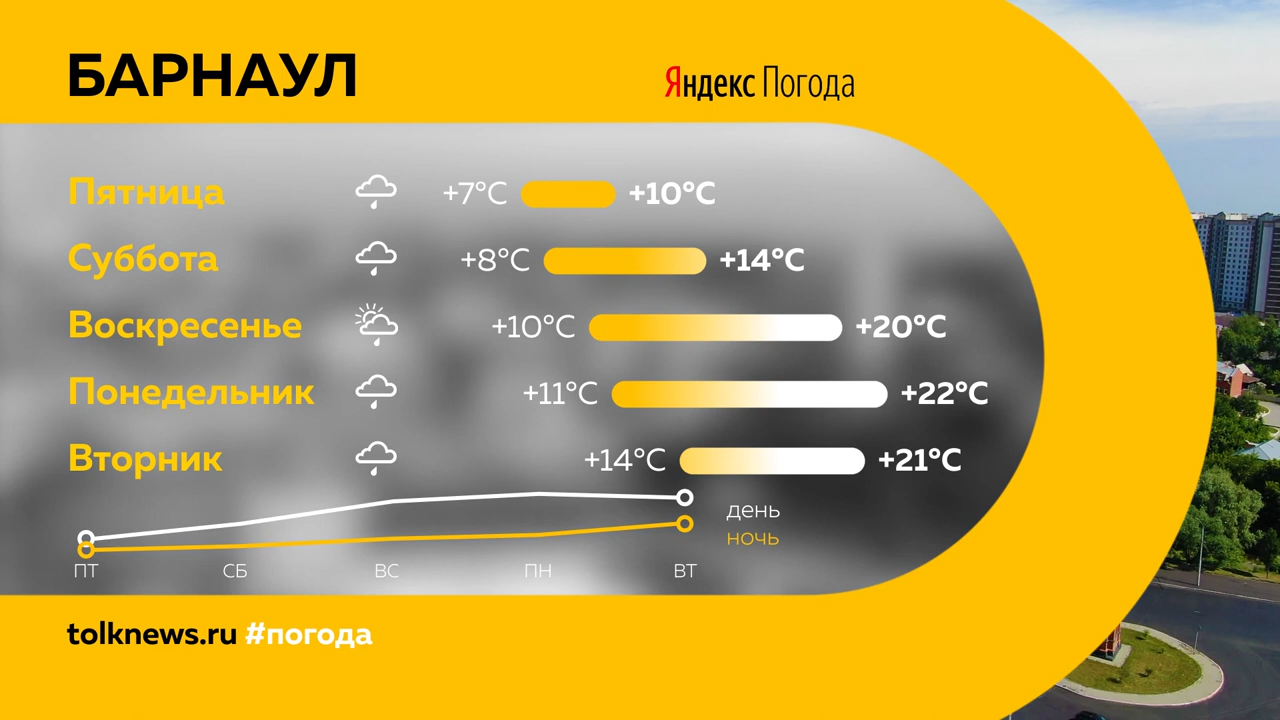 БАРНАУЛ
Яндекс Погода
Пятница +7°C +10°C
Суббота +8°C +14°C
Воскресенье +10°C +20°C
Понедельник +11°C +22°C
Вторник +14°C +21°C
день
ночь
ПТ СБ ВС ПН ВТ
tolknews.ru #погода